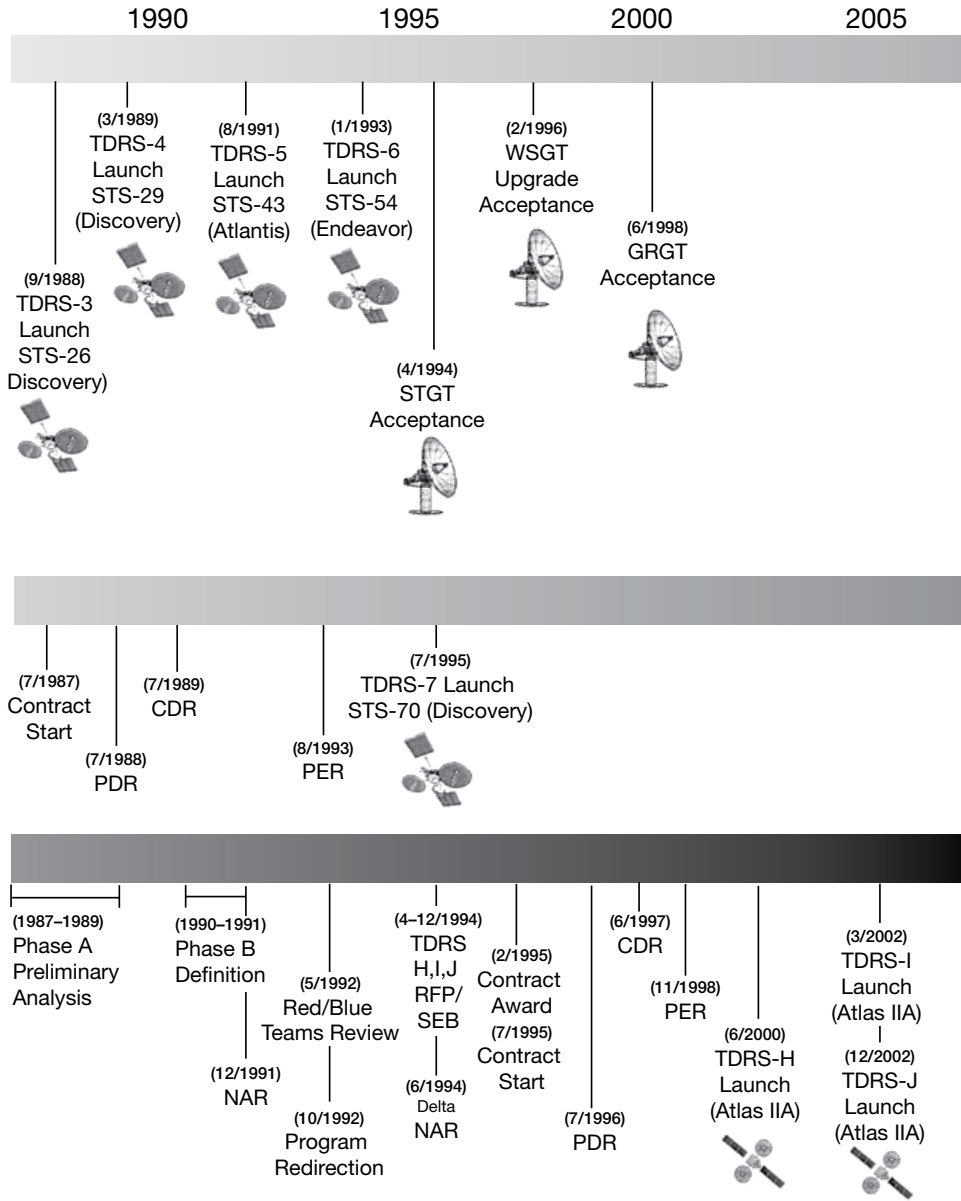 1990 1995 2000 2005
(9/1988)
TDRS-3
Launch
STS-26
Discovery)
(3/1989)
TDRS-4
Launch
STS-29
(Discovery)
(8/1991)
TDRS-5
Launch
STS-43
(Atlantis)
(1/1993)
TDRS-6
Launch
STS-54
(Endeavor)
(4/1994)
STGT
Acceptance
(2/1996)
WSGT
Upgrade
Acceptance
(6/1998)
GRGT
Acceptance
(7/1987)
Contract
Start
(7/1988)
PDR
(7/1989)
CDR
(8/1993)
PER
(7/1995)
TDRS-7 Launch
STS-70 (Discovery)
(1987–1989)
Phase A
Preliminary
Analysis
(1990–1991)
Phase B
Definition
(12/1991)
NAR
(5/1992)
Red/Blue
Teams Review
(10/1992)
Program
Redirection
(4–12/1994)
TDRS
H,I,J
RFP/
SEB
(6/1994)
Delta
NAR
(2/1995)
Contract
Award
(7/1995)
Contract
Start
(7/1996)
PDR
(6/1997)
CDR
(11/1998)
PER
(6/2000)
TDRS-H
Launch
(Atlas IIA)
(3/2002)
TDRS-I
Launch
(Atlas IIA)
(12/2002)
TDRS-J
Launch
(Atlas IIA)